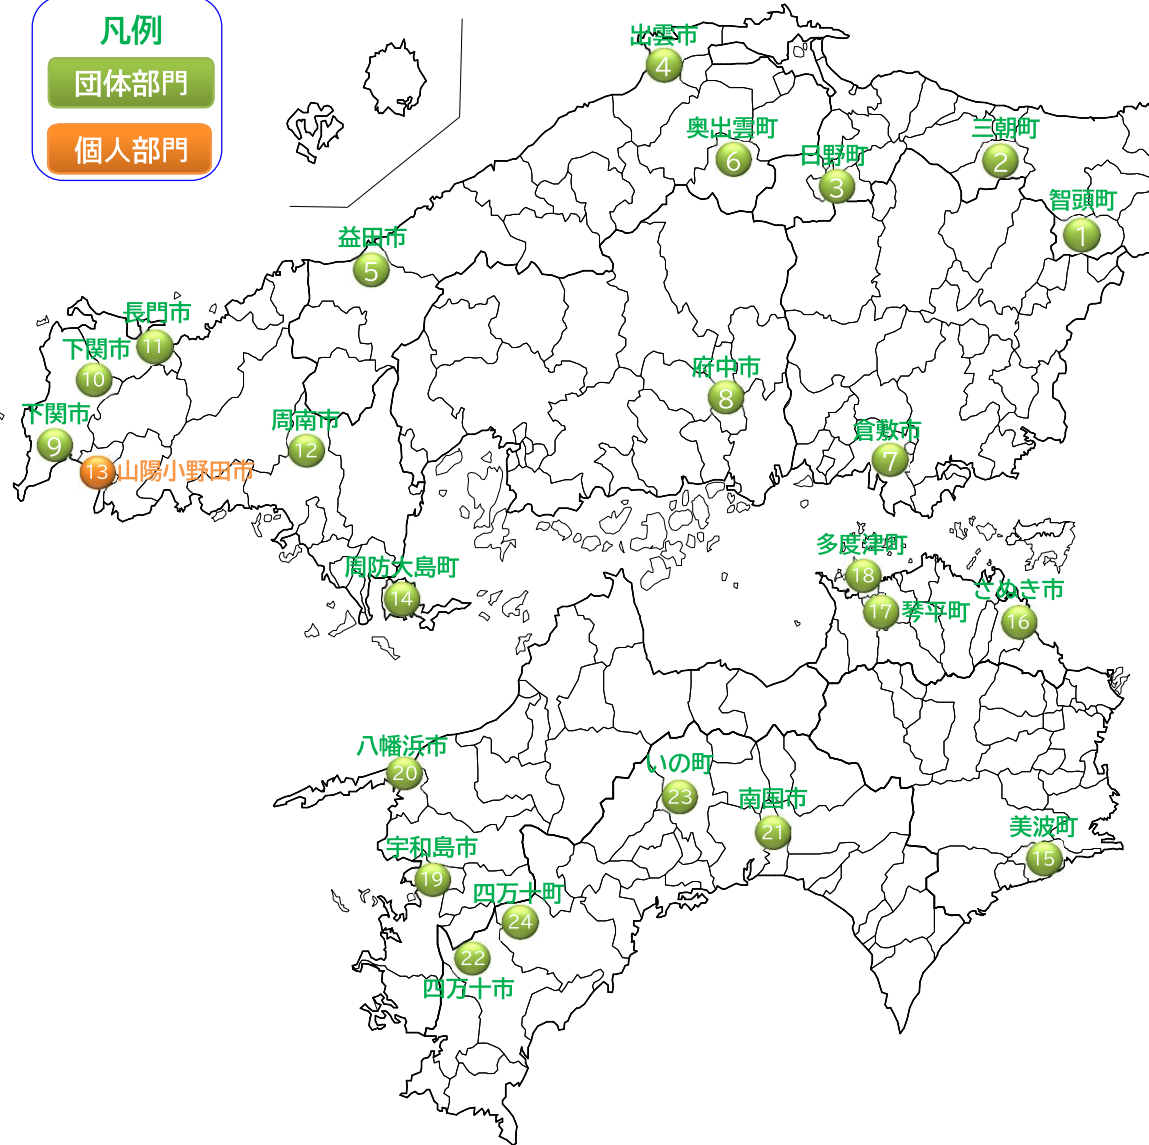 凡例
団体部門
個人部門
出雲市
4
奥出雲町
6
日野町
3
三朝町
2
智頭町
1
益田市
5
長門市
11
下関市
10
下関市
9
13
山陽小野田市
周南市
12
府中市
8
倉敷市
7
周防大島町
14
多度津町
18
17
琴平町
さぬき市
16
八幡浜市
20
いの町
23
南国市
21
美波町
15
宇和島市
19
四万十町
24
22
四万十市